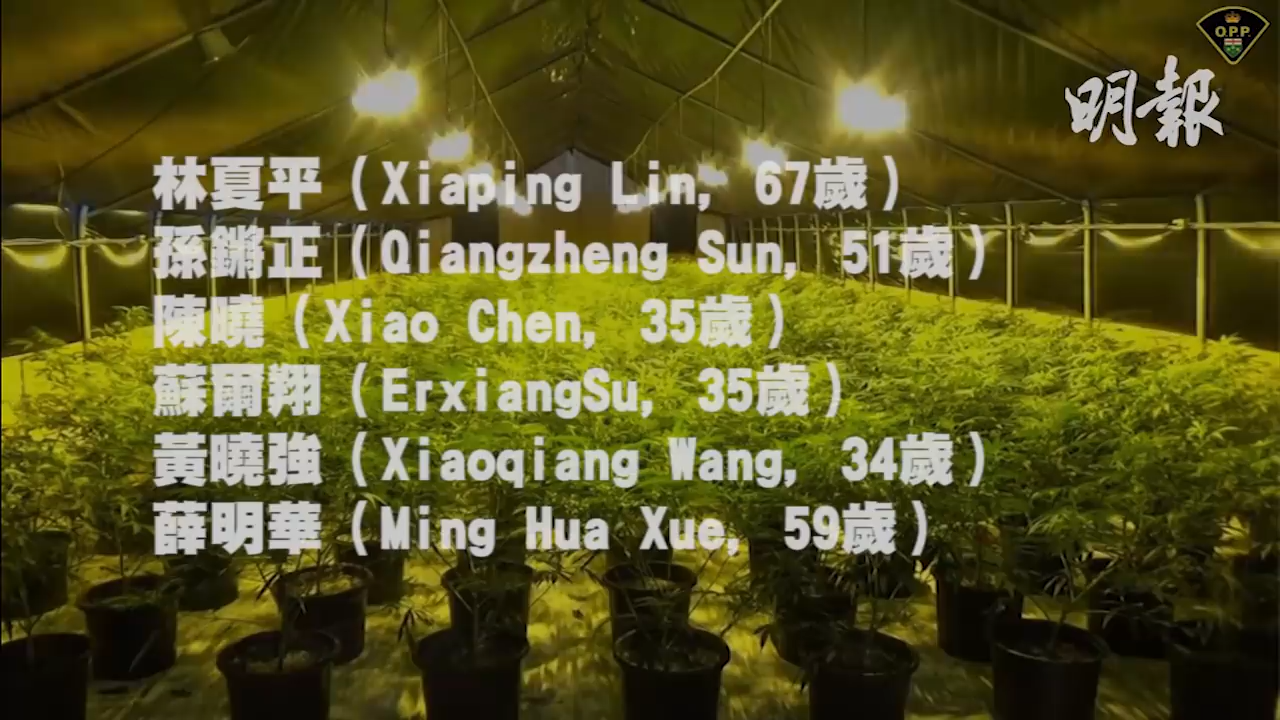 O.P.P.
明報
林夏平（Xiaping Lin, 67歲）
孫鏘正（Qiangzheng Sun, 51歲）
陳曉（Xiao Chen, 35歲）
蘇爾翔（ErxiangSu, 35歲）
黃曉強（Xiaoqiang Wang, 34歲）
薛明華（Ming Hua Xue, 59歲）